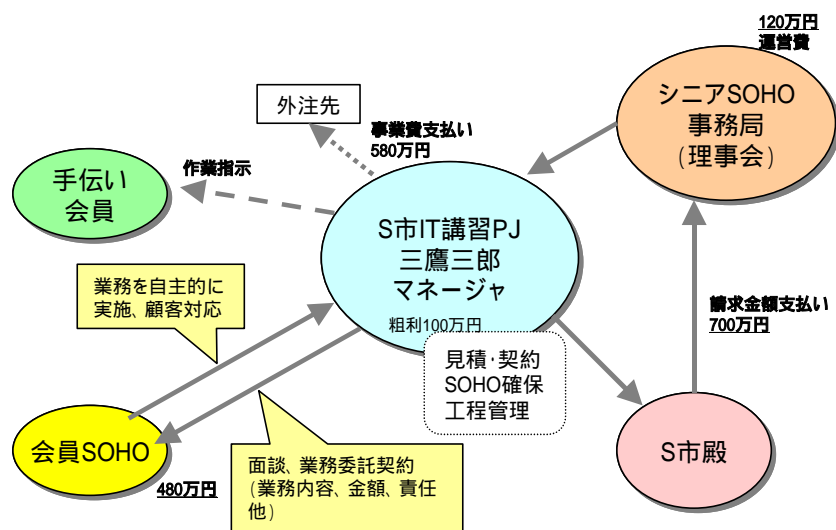 120万円
運営費
シニアSOHO
事務局
(理事会)
外注先
事業費支払い
580万円
作業指示
手伝い
会員
S市IT講習PJ
三鷹三郎
マネージャ
粗利100万円
業務を自主的に
実施、顧客対応
請求金額支払い
700万円
見積・契約
SOHO確保
工程管理
会員SOHO
480万円
面談、業務委託契約
(業務内容、金額、責任
他)
S市殿